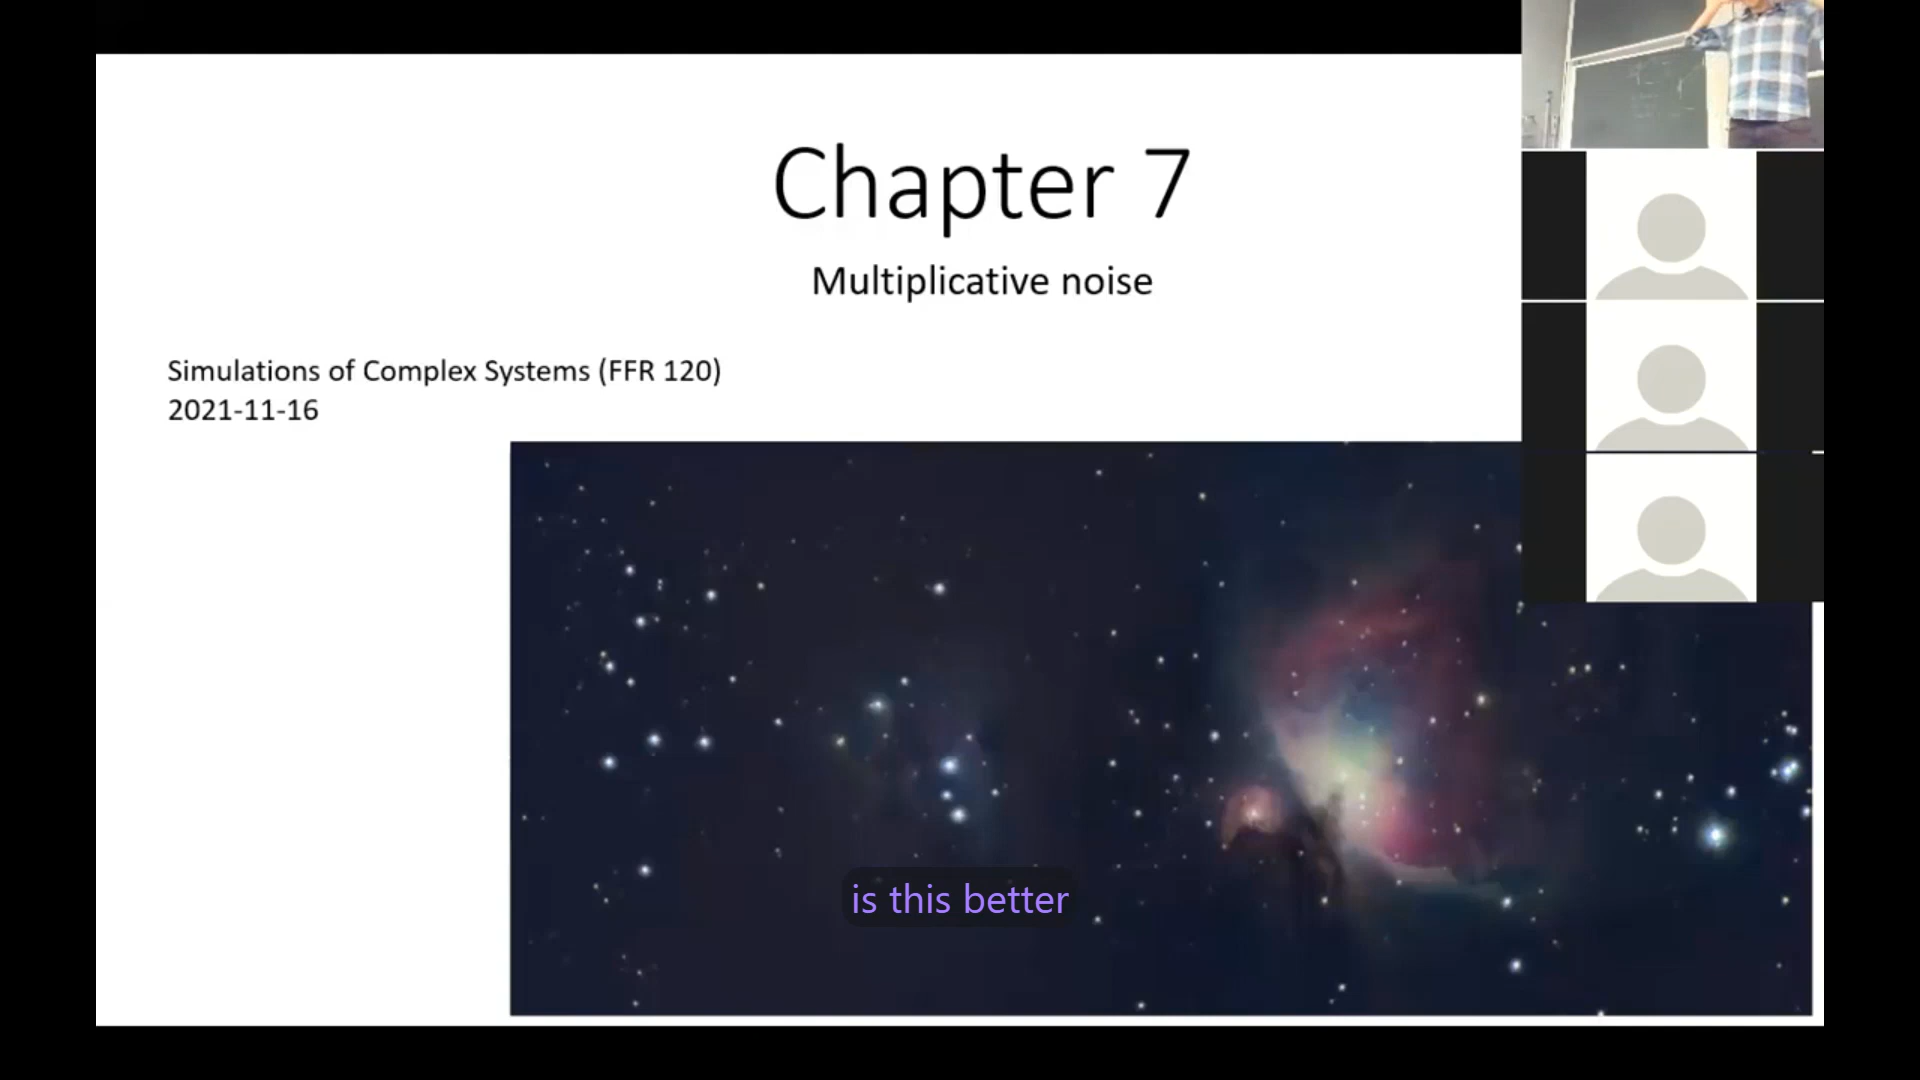 Chapter 7
Multiplicative noise
Simulations of Complex Systems (FFR 120)
2021-11-16
is this better